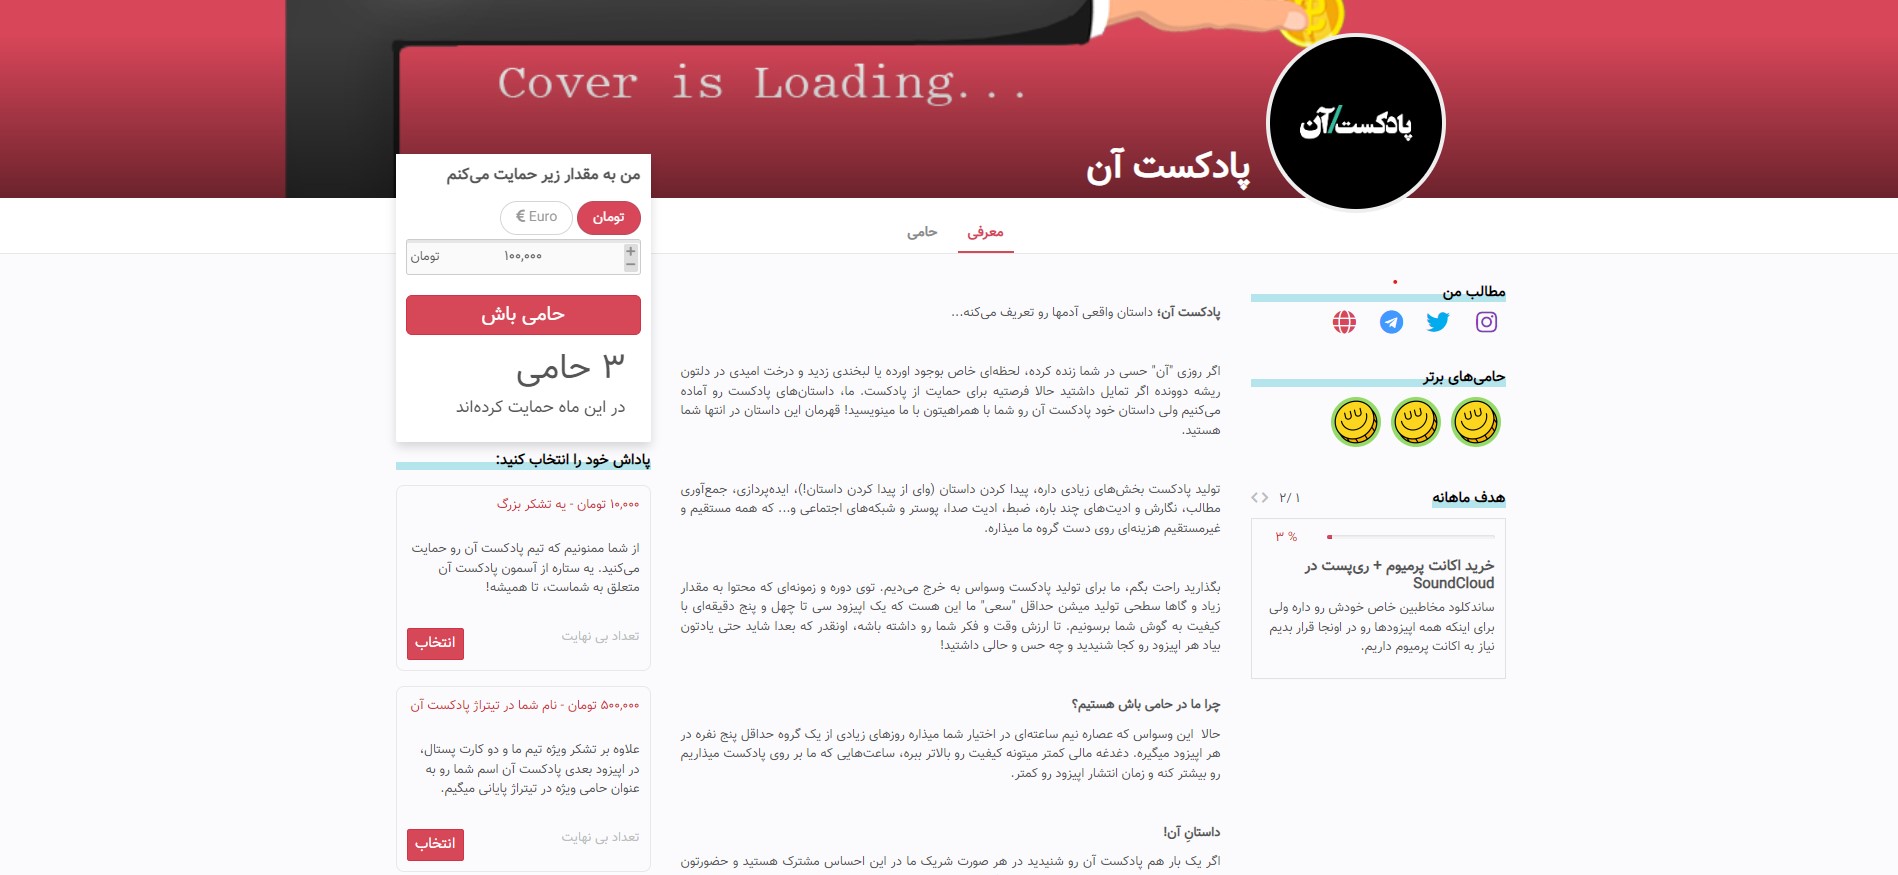 Cover is Loading...
پادکست/آن
پادکست آن
معرفی
حامی
مطالب من
حامی‌های برتر
هدف ماهانه
۲/ ۱
۳ %
خرید اکانت پرمیوم + ری‌پست در
SoundCloud
ساندکلود مخاطبین خاص خودش رو داره ولی
برای اینکه همه اپیزودها رو در اونجا قرار بدیم
نیاز به اکانت پرمیوم داریم.
پادکست آن؛ داستان واقعی آدمها رو تعریف می‌کنه...
اگر روزی "آن" حسی در شما زنده کرده، لحظه‌ای خاص بوجود اورده یا لبخندی زدید و درخت امیدی در دلتون
ریشه دوونده اگر تمایل داشتید حالا فرصتیه برای حمایت از پادکست. ما، داستان‌های پادکست رو آماده
می‌کنیم ولی داستان خود پادکست آن رو شما با همراهیتون با ما مینویسید! قهرمان این داستان در انتها شما
هستید.
تولید پادکست بخش‌های زیادی داره، پیدا کردن داستان (وای از پیدا کردن داستان!)، ایده‌پردازی، جمع‌آوری
مطالب، نگارش و ادیت‌های چند باره، ضبط، ادیت صدا، پوستر و شبکه‌های اجتماعی و... که همه مستقیم و
غیرمستقیم هزینه‌ای روی دست گروه ما میذاره.
بگذارید راحت بگم، ما برای تولید پادکست وسواس به خرج می‌دیم. توی دوره و زمونه‌ای که محتوا به مقدار
زیاد و گاها سطحی تولید میشن حداقل "سعی" ما این هست که یک اپیزود سی تا چهل و پنج دقیقه‌ای با
کیفیت به گوش شما برسونیم. تا ارزش وقت و فکر شما رو داشته باشه، اونقدر که بعدا شاید حتی یادتون
بیاد هر اپیزود رو کجا شنیدید و چه حس و حالی داشتید!
چرا ما در حامی باش هستیم؟
حالا  این وسواس که عصاره نیم ساعته‌ای در اختیار شما میذاره روزهای زیادی از یک گروه حداقل پنج نفره در
هر اپیزود میگیره. دغدغه مالی کمتر میتونه کیفیت رو بالاتر ببره، ساعت‌هایی که ما بر روی پادکست میذاریم
رو بیشتر کنه و زمان انتشار اپیزود رو کمتر.
داستانِ آن!
اگر یک بار هم پادکست آن رو شنیدید در هر صورت شریک ما در این احساس مشترک هستید و حضورتون
من به مقدار زیر حمایت می‌کنم
تومان
Euro €
۱۰۰,۰۰۰
تومان
حامی باش
۳ حامی
در این ماه حمایت کرده‌اند
پاداش خود را انتخاب کنید:
۱۰,۰۰۰ تومان - یه تشکر بزرگ
از شما ممنونیم که تیم پادکست آن رو حمایت
می‌کنید. یه ستاره از آسمون پادکست آن
متعلق به شماست، تا همیشه!
تعداد بی نهایت
انتخاب
۵۰۰,۰۰۰ تومان - نام شما در تیتراژ پادکست آن
علاوه بر تشکر ویژه تیم ما و دو کارت پستال،
در اپیزود بعدی پادکست آن اسم شما رو به
عنوان حامی ویژه در تیتراژ پایانی میگیم.
تعداد بی نهایت
انتخاب